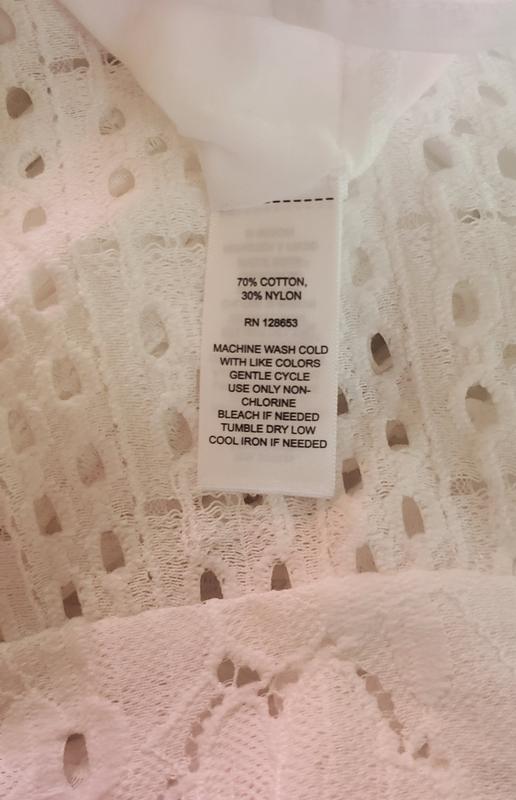 70% COTTON,
30% NYLON
RN 128653
MACHINE WASH COLD
WITH LIKE COLORS
GENTLE CYCLE
USE ONLY NON-
CHLORINE
BLEACH IF NEEDED
TUMBLE DRY LOW
COOL IRON IF NEEDED